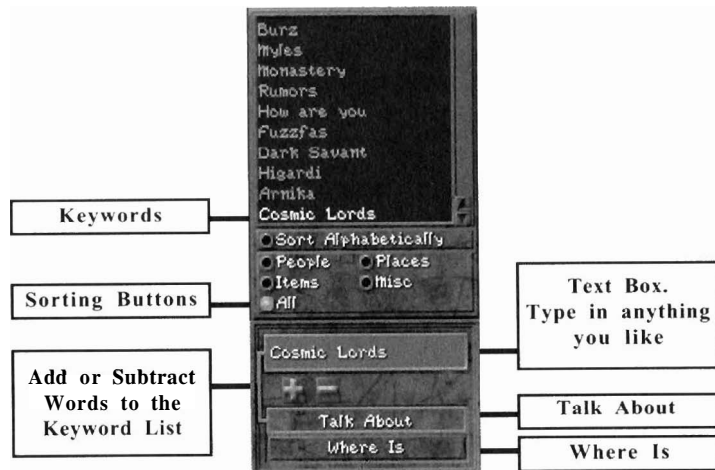 Burz
Myles
Monastery
Rumors
How are you
Fuzzfas
Dark Savant
Higardi
Arnika
Cosmic Lords
Keywords
Sort Alphabetically
People Places
Items Misc
All
Sorting Buttons
Text Box.
Type in anything
you like
Cosmic Lords
Add or Subtract
Words to the
Keyword List
+ -
Talk About
Talk About
Where Is
Where Is